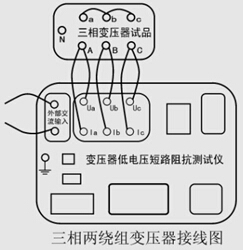 a b c
N
三相变压器试品
A B C
Ua Ub Uc
外部交
流输入
Ia Ib Ic
变压器低电压短路阻抗测试仪
三相两绕组变压器接线图